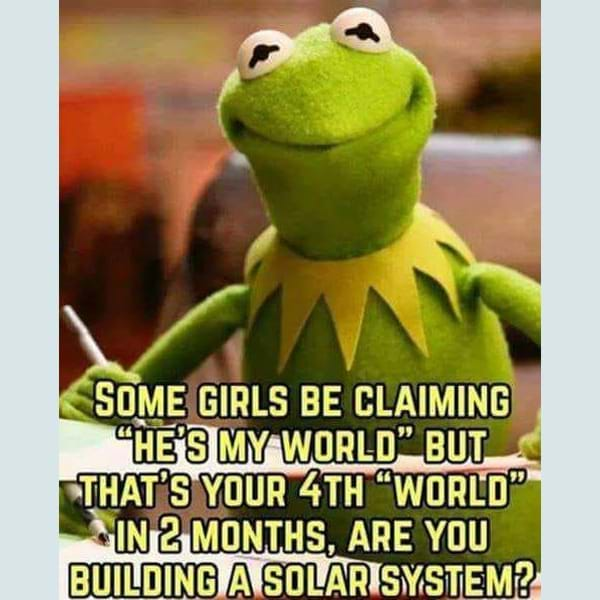 SOME GIRLS BE CLAIMING
“HE’S MY WORLD” BUT
THAT’S YOUR 4TH “WORLD”
IN 2 MONTHS, ARE YOU
BUILDING A SOLAR SYSTEM?